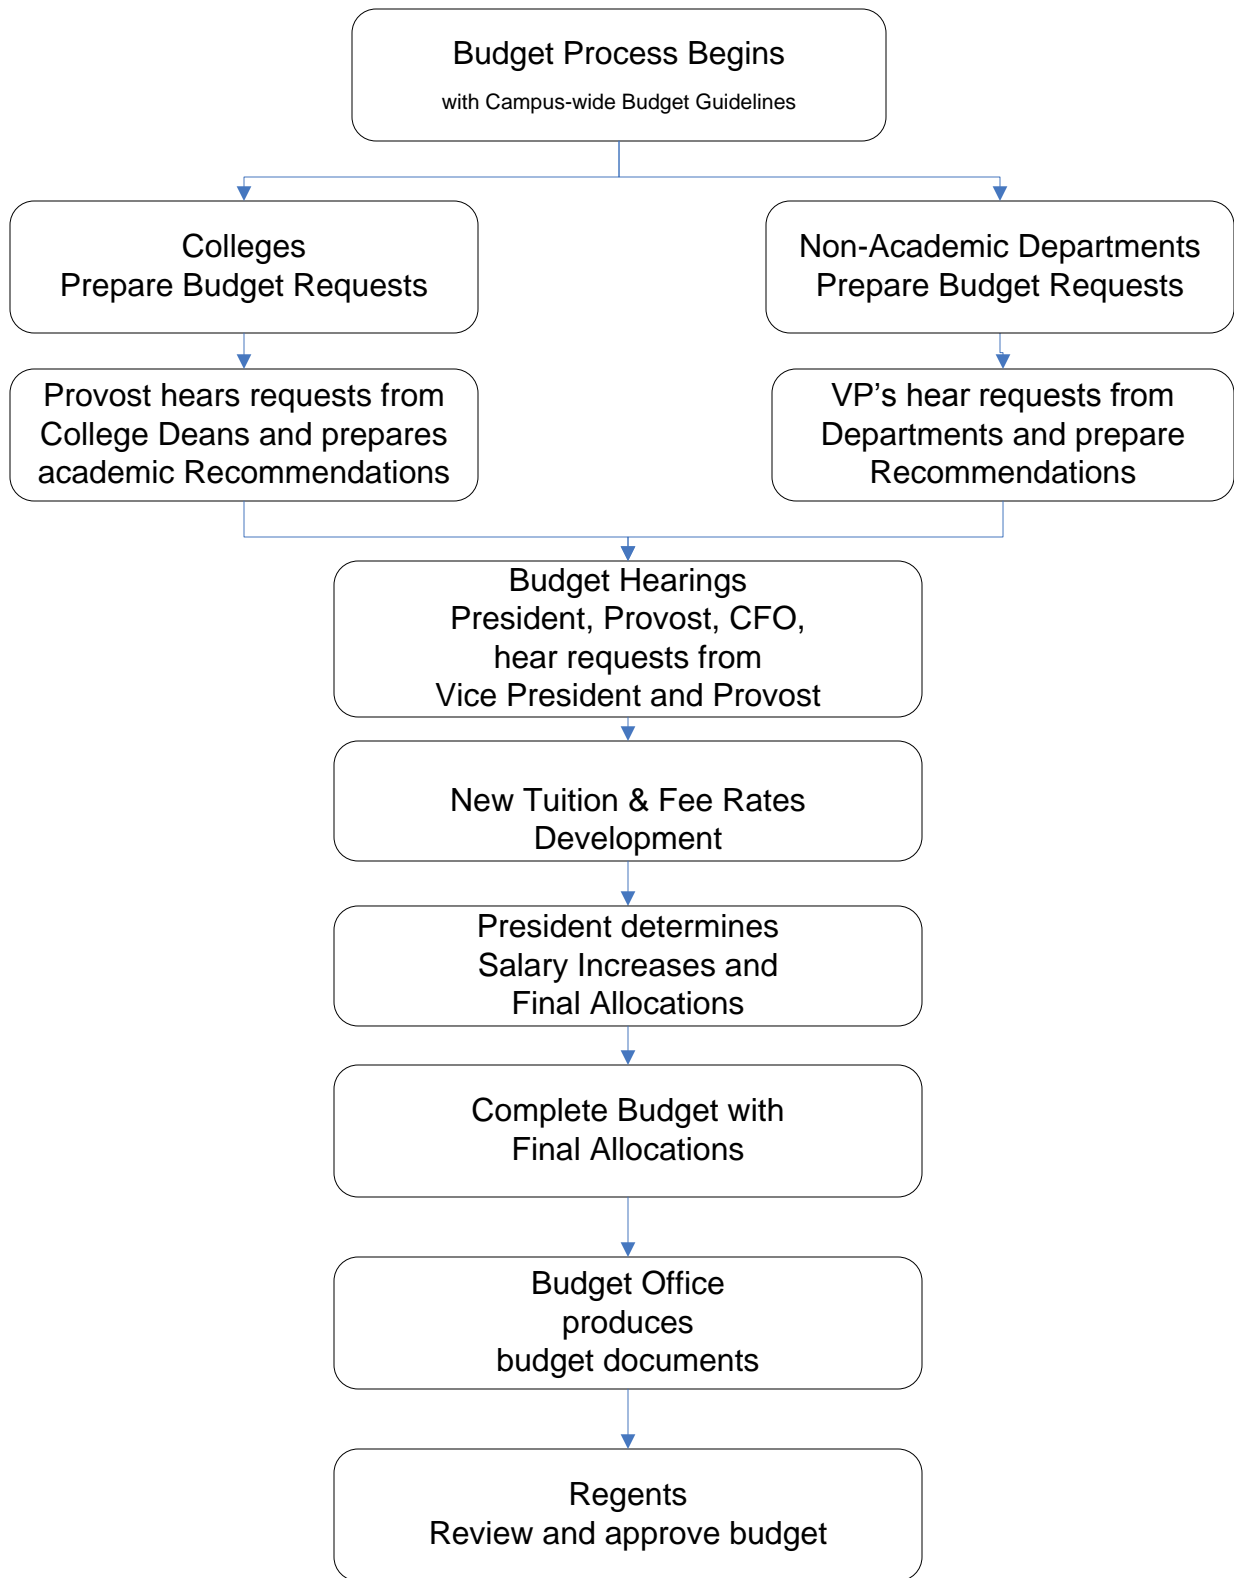 Budget Process Begins
with Campus-wide Budget Guidelines
Colleges
Prepare Budget Requests
Non-Academic Departments
Prepare Budget Requests
Provost hears requests from
College Deans and prepares
academic Recommendations
VP's hear requests from
Departments and prepare
Recommendations
Budget Hearings
President, Provost, CFO,
hear requests from
Vice President and Provost
New Tuition & Fee Rates
Development
President determines
Salary Increases and
Final Allocations
Complete Budget with
Final Allocations
Budget Office
produces
budget documents
Regents
Review and approve budget